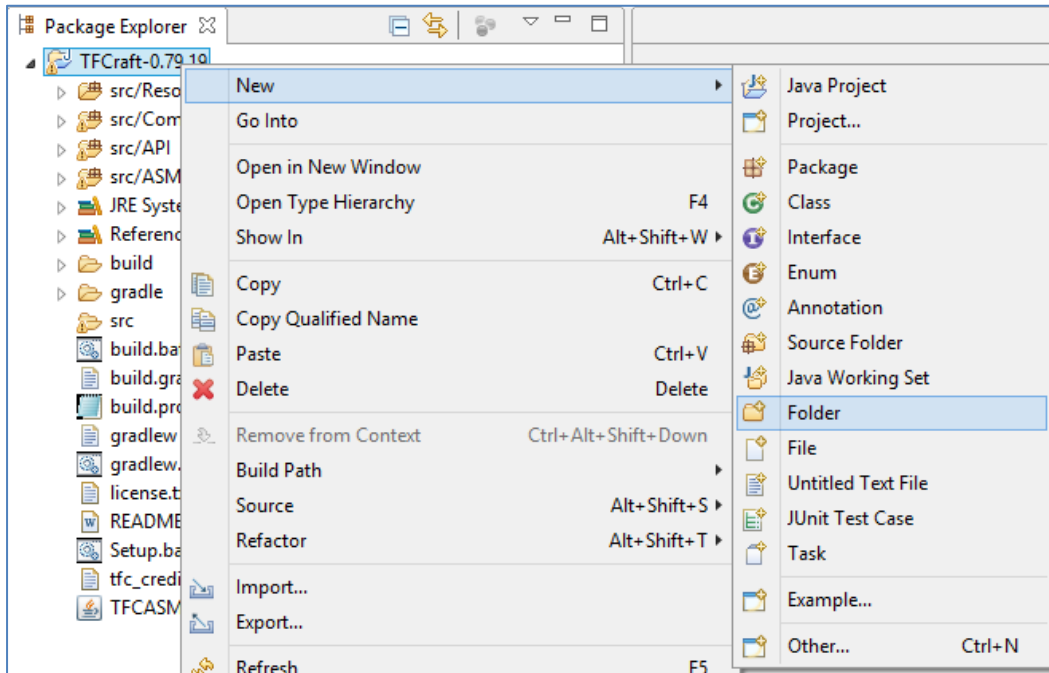 Package Explorer
TFCraft-0.79.19
src/Reso
src/Com
src/API
src/ASM
JRE Syste
Referenc
build
gradle
src
build.ba
build.gra
build.pro
gradlew
gradlew.
license.t
README
Setup.ba
tfc_credi
TFCASM
New
Go Into
Open in New Window
Open Type Hierarchy F4
Show In Alt+Shift+W
Copy Ctrl+C
Copy Qualified Name
Paste Ctrl+V
Delete Delete
Remove from Context Ctrl+Alt+Shift+Down
Build Path
Source Alt+Shift+S
Refactor Alt+Shift+T
Import...
Export...
Refresh F5
Java Project
Project...
Package
Class
Interface
Enum
Annotation
Source Folder
Java Working Set
Folder
File
Untitled Text File
JUnit Test Case
Task
Example...
Other... Ctrl+N